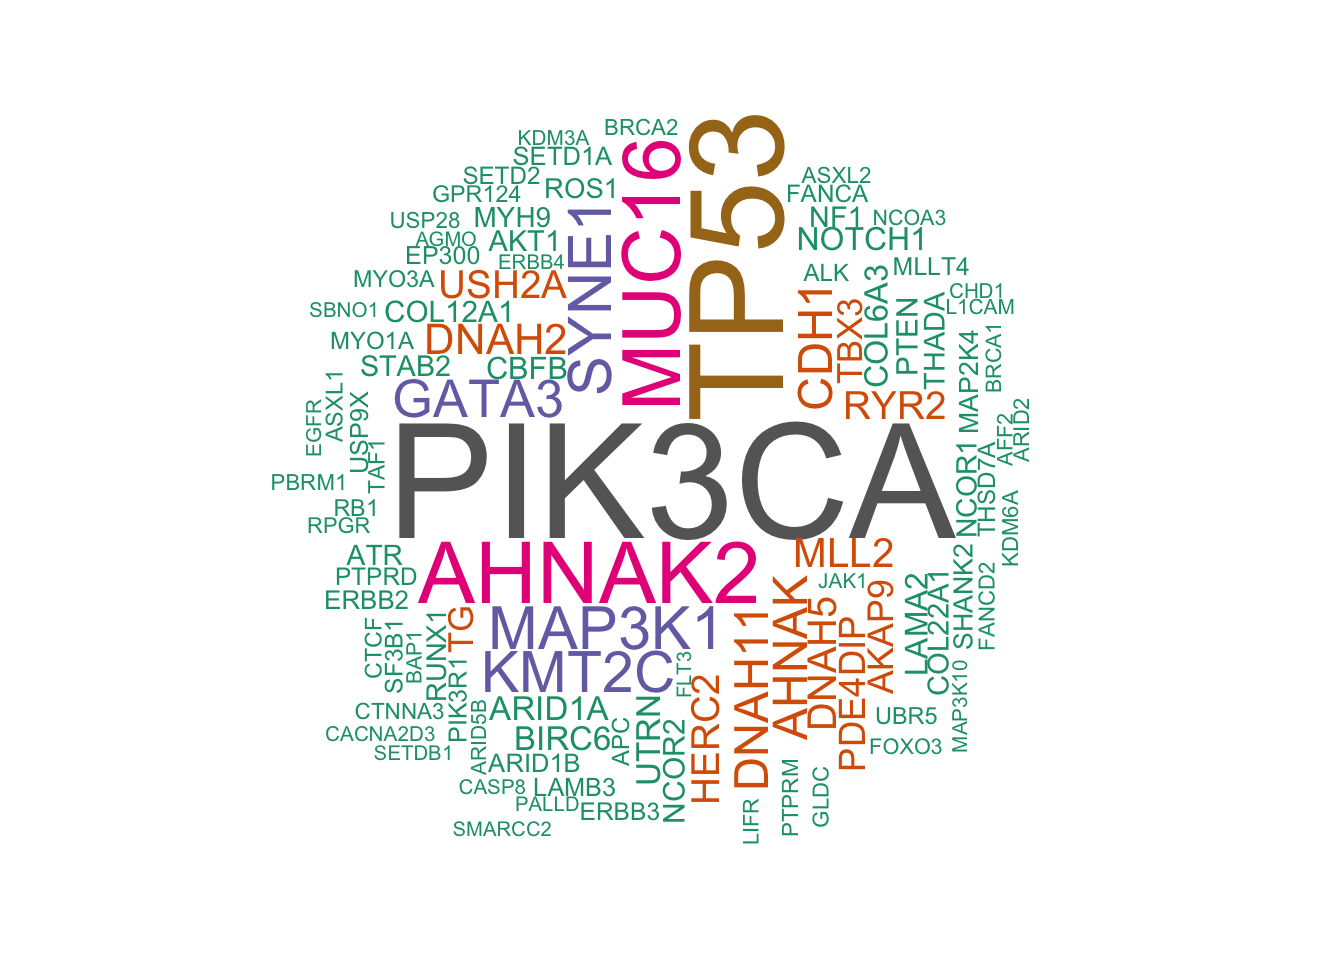 BRCA2
KDM3A
SETD1A
SETD2
GPR124
ROS1
USP28
MYH9
AGMO
AKT1
EP300
ERBB4
MYO3A
USH2A
SBNO1
COL12A1
MYO1A
DNAH2
STAB2
CBFB
GATA3
SYNE1
MUC16
TP53
ASXL2
FANCA
NF1
NCOA3
NOTCH1
ALK
MLLT4
CHD1
L1CAM
CDH1
TBX3
COL6A3
PTEN
THADA
MAP2K4
BRCA1
RYR2
EGFR
ASXL1
USP9X
TAF1
PBRM1
RB1
RPGR
PIK3CA
NCOR1
THSD7A
AFF2
ARID2
KDM6A
ATR
PTPRD
ERBB2
AHNAK2
MLL2
JAK1
MAP3K1
KMT2C
CTCF
SF3B1
BAP1
RUNX1
TG
PIK3R1
FLT3
HERC2
DNAH11
AHNAK
DNAH5
PDE4DIP
AKAP9
LAMA2
COL22A1
SHANK2
FANCD2
MAP3K10
CTNNA3
CACNA2D3
SETDB1
ARID5B
ARID1A
BIRC6
ARID1B
APC
UTRN
NCOR2
UBR5
FOXO3
CASP8
LAMB3
PALLD
ERBB3
SMARCC2
LIFR
PTPRM
GLDC